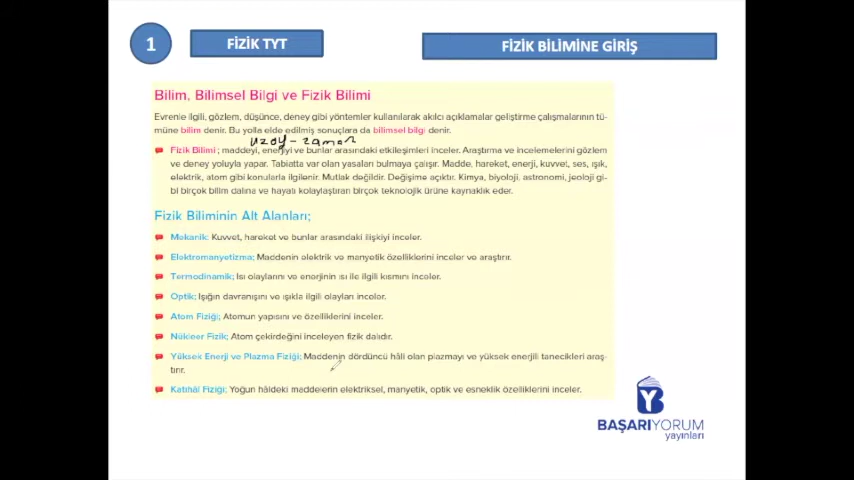 1
FİZİK TYT
FİZİK BİLİMİNE GİRİŞ
Bilim, Bilimsel Bilgi ve Fizik Bilimi
Evrenle ilgili, gözlem, düşünce, deney gibi yöntemler kullanılarak akılcı açıklamalar geliştirme çalışmalarının tü-
müne bilim denir. Bu yolla elde edilmiş sonuçlara da bilimsel bilgi denir.
uzay - zaman
Fizik Bilimi ; maddeyi, enerjiyi ve bunlar arasındaki etkileşimleri inceler. Araştırma ve incelemelerini gözlem
ve deney yoluyla yapar. Tabiatta var olan yasaları bulmaya çalışır. Madde, hareket, enerji, kuvvet, ses, ışık,
elektrik, atom gibi konularla ilgilenir. Mutlak değildir. Değişime açıktır. Kimya, biyoloji, astronomi, jeoloji gi-
bi birçok bilim dalına ve hayatı kolaylaştıran birçok teknolojik ürüne kaynaklık eder.
Fizik Biliminin Alt Alanları;
Mekanik: Kuvvet, hareket ve bunlar arasındaki ilişkiyi inceler.
Elektromanyetizma; Maddenin elektrik ve manyetik özelliklerini inceler ve araştırır.
Termodinamik; Isı olaylarını ve enerjinin ısı ile ilgili kısmını inceler.
Optik; Işığın davranışını ve ışıkla ilgili olayları inceler.
Atom Fiziği; Atomun yapısını ve özelliklerini inceler.
Nükleer Fizik; Atom çekirdeğini inceleyen fizik dalıdır.
Yüksek Enerji ve Plazma Fiziği; Maddenin dördüncü hâli olan plazmayı ve yüksek enerjili tanecikleri araş-
tırır.
Katıhâl Fiziği; Yoğun hâldeki maddelerin elektriksel, manyetik, optik ve esneklik özelliklerini inceler.
BAŞARIYORUM
yayınları